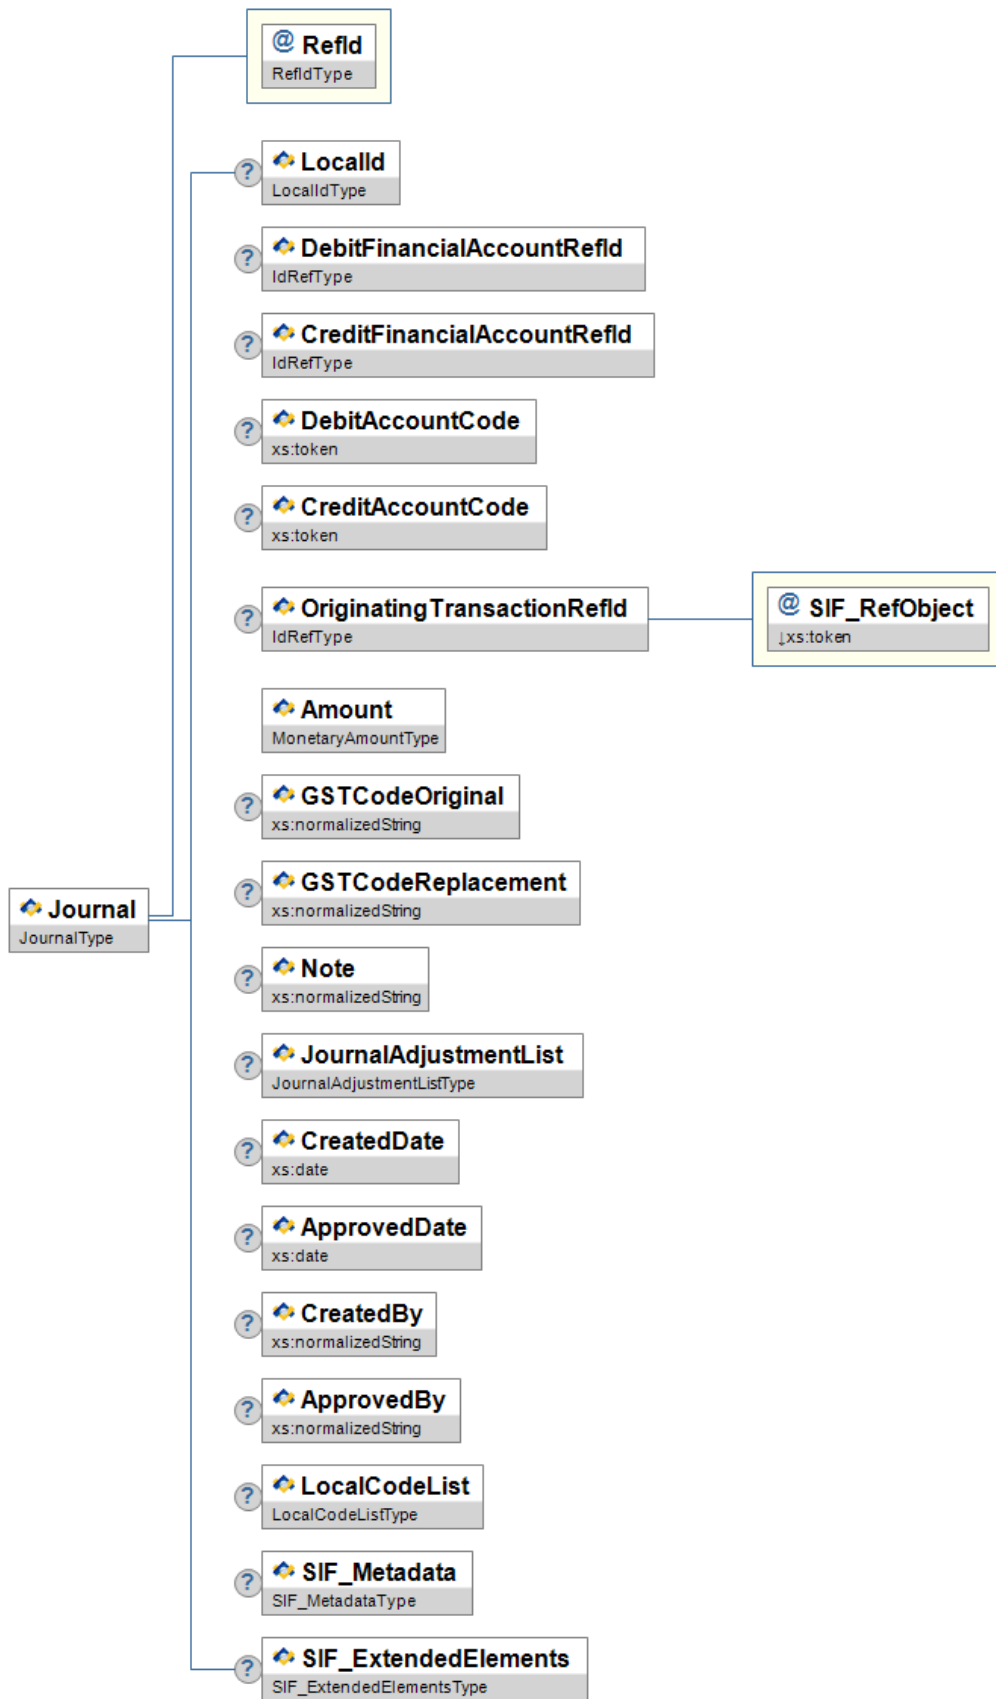 @ RefId
RefIdType
? LocalId
LocalIdType
? DebitFinancialAccountRefId
IdRefType
? CreditFinancialAccountRefId
IdRefType
? DebitAccountCode
xs:token
? CreditAccountCode
xs:token
? OriginatingTransactionRefId
IdRefType
@ SIF_RefObject
↓xs:token
Amount
MonetaryAmountType
? GSTCodeOriginal
xs:normalizedString
? GSTCodeReplacement
xs:normalizedString
Journal
JournalType
? Note
xs:normalizedString
? JournalAdjustmentList
JournalAdjustmentListType
? CreatedDate
xs:date
? ApprovedDate
xs:date
? CreatedBy
xs:normalizedString
? ApprovedBy
xs:normalizedString
? LocalCodeList
LocalCodeListType
? SIF_Metadata
SIF_MetadataType
? SIF_ExtendedElements
SIF_ExtendedElementsType